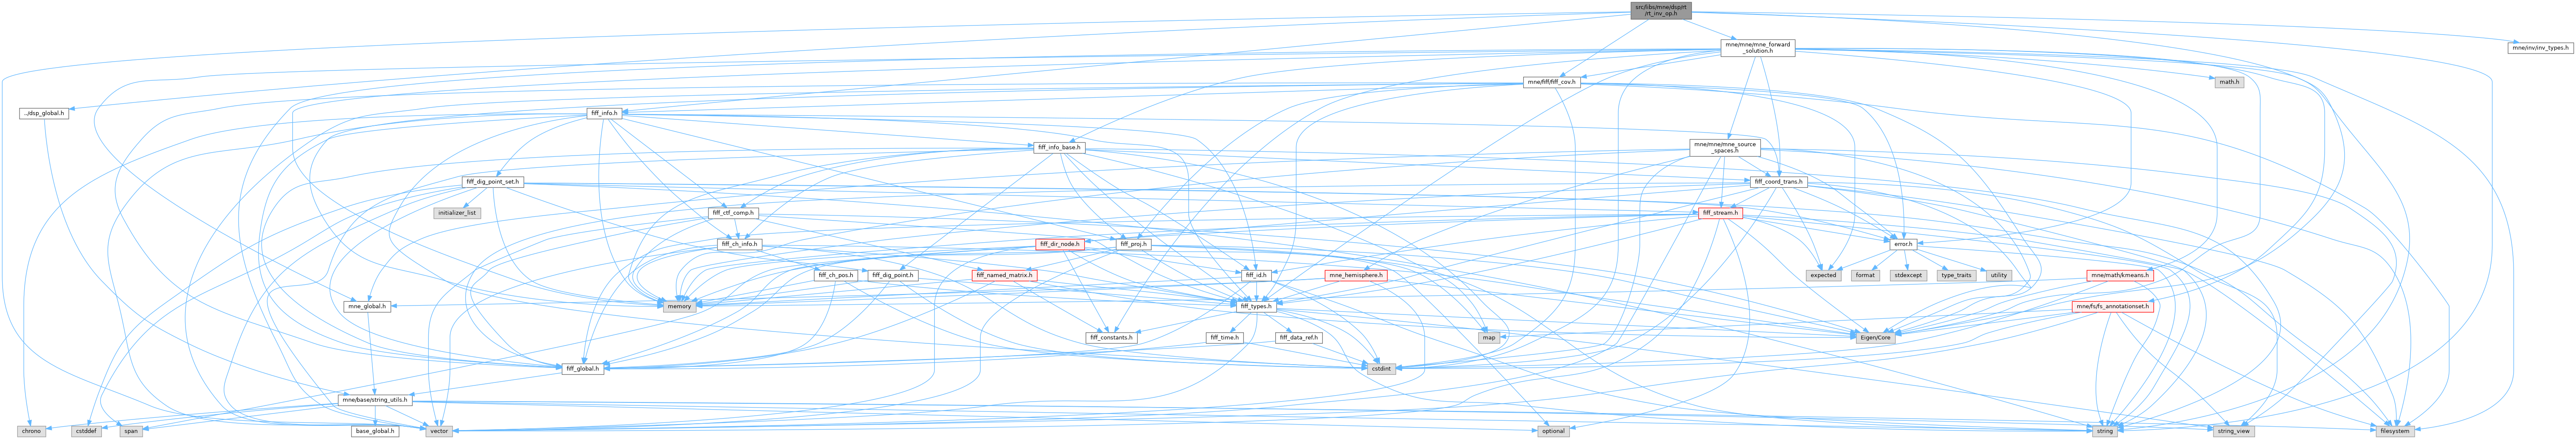 src/libs/mne/dsp/rt
/rt_inv_op.h
mne/mne/mne_forward
_solution.h
mne/inv/inv_types.h
mne/fiff/fiff_cov.h
math.h
../dsp_global.h
fiff_info.h
fiff_info_base.h
mne/mne/mne_source
_spaces.h
fiff_dig_point_set.h
fiff_coord_trans.h
initializer_list
fiff_ctf_comp.h
fiff_stream.h
fiff_ch_info.h
fiff_dir_node.h
fiff_proj.h
error.h
fiff_ch_pos.h
fiff_dig_point.h
fiff_named_matrix.h
fiff_id.h
mne_hemisphere.h
expected
format
stdexcept
type_traits
utility
mne/math/kmeans.h
mne_global.h
memory
fiff_types.h
mne/fs/fs_annotationset.h
fiff_constants.h
fiff_time.h
fiff_data_ref.h
map
Eigen/Core
fiff_global.h
cstdint
mne/base/string_utils.h
chrono
cstddef
span
base_global.h
vector
optional
string
string_view
filesystem